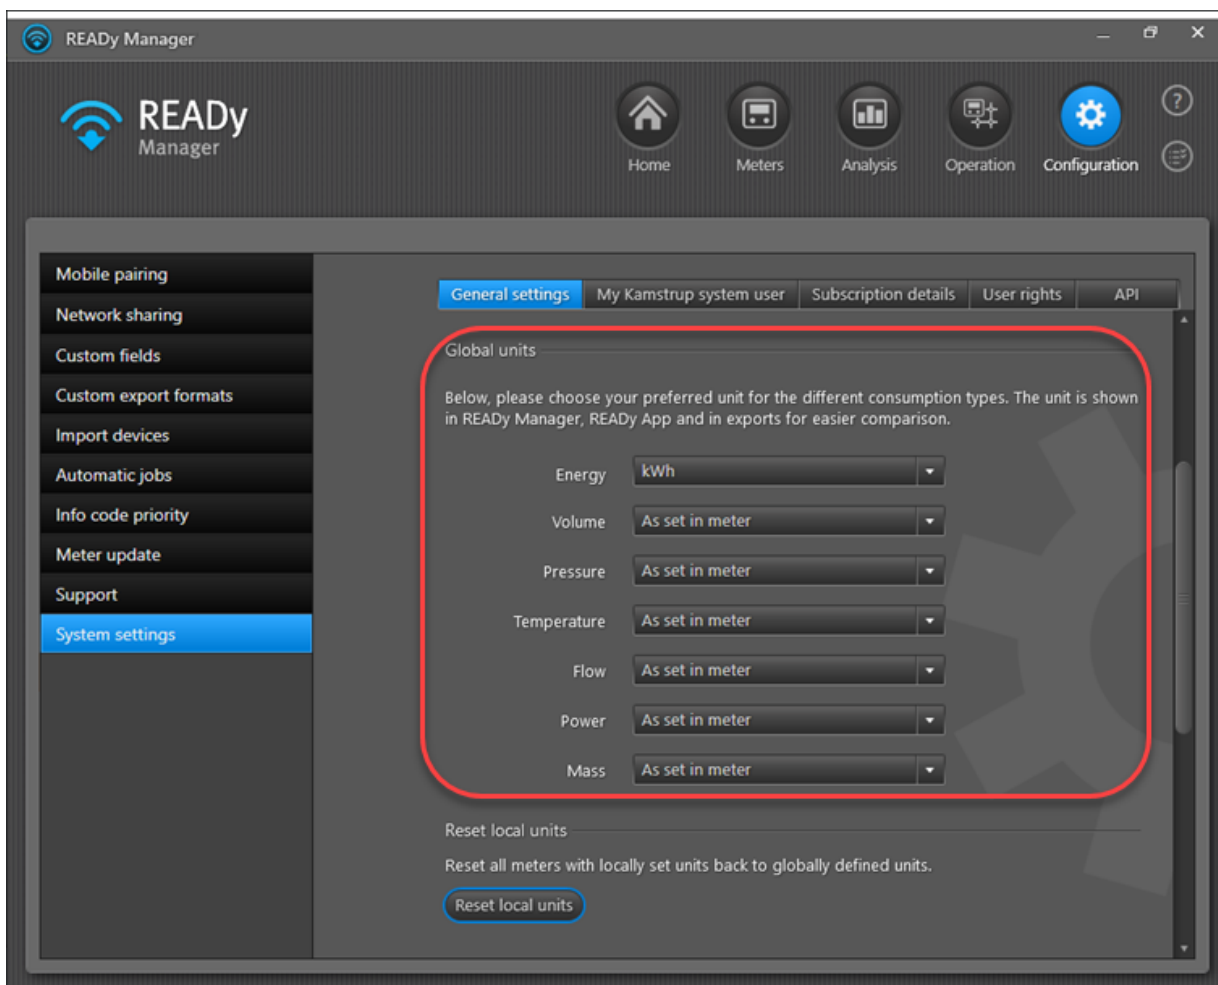 READy Manager
READy
Manager
Home
Meters
Analysis
Operation
Configuration
?
Mobile pairing
Network sharing
Custom fields
Custom export formats
Import devices
Automatic jobs
Info code priority
Meter update
Support
System settings
General settings
My Kamstrup system user
Subscription details
User rights
API
Global units
Below, please choose your preferred unit for the different consumption types. The unit is shown
in READy Manager, READy App and in exports for easier comparison.
Energy kWh
Volume As set in meter
Pressure As set in meter
Temperature As set in meter
Flow As set in meter
Power As set in meter
Mass As set in meter
Reset local units
Reset all meters with locally set units back to globally defined units.
Reset local units